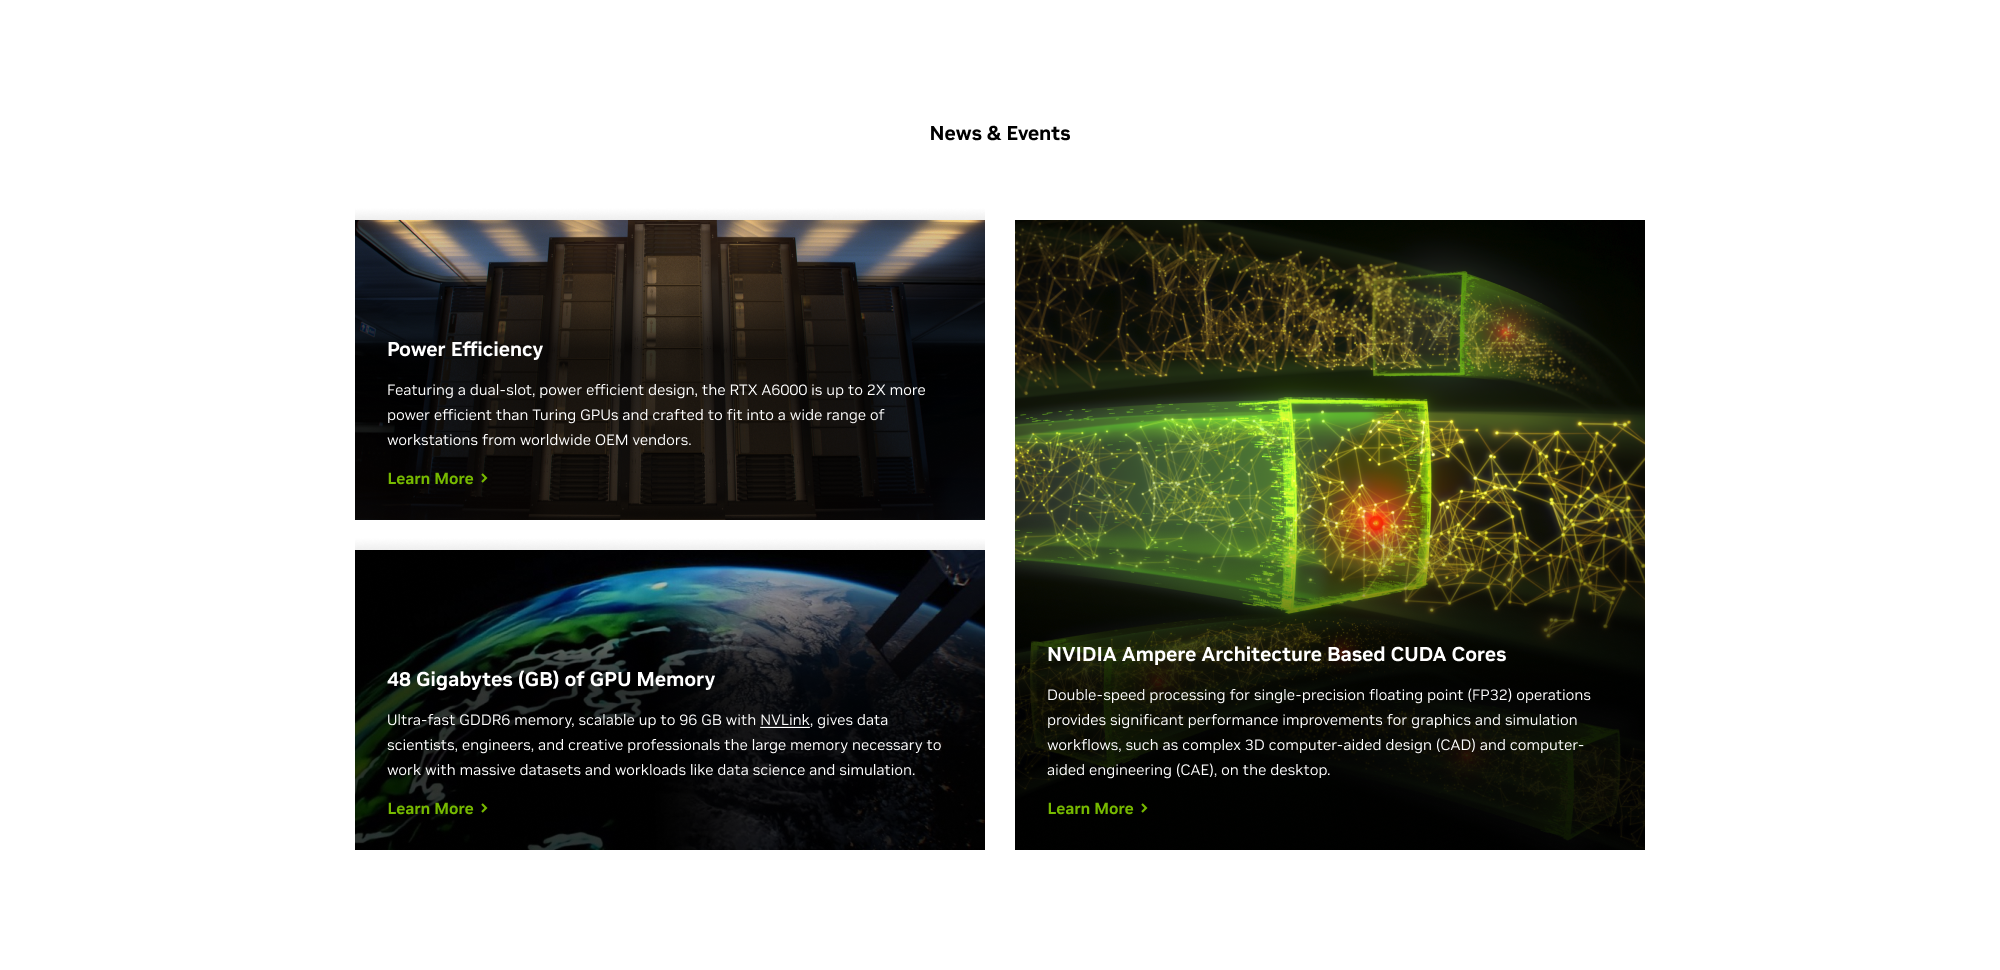 News & Events
Power Efficiency
Featuring a dual-slot, power efficient design, the RTX A6000 is up to 2X more
power efficient than Turing GPUs and crafted to fit into a wide range of
workstations from worldwide OEM vendors.
Learn More
48 Gigabytes (GB) of GPU Memory
Ultra-fast GDDR6 memory, scalable up to 96 GB with NVLink, gives data
scientists, engineers, and creative professionals the large memory necessary to
work with massive datasets and workloads like data science and simulation.
Learn More
NVIDIA Ampere Architecture Based CUDA Cores
Double-speed processing for single-precision floating point (FP32) operations
provides significant performance improvements for graphics and simulation
workflows, such as complex 3D computer-aided design (CAD) and computer-
aided engineering (CAE), on the desktop.
Learn More